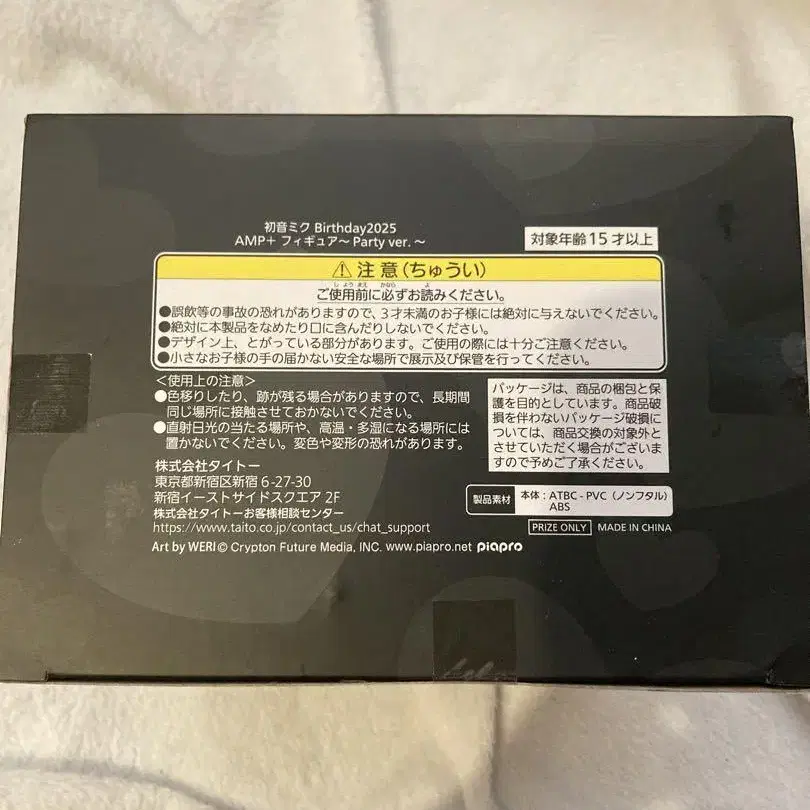 初音ミク Birthday2025
AMP+ フィギュア〜 Party ver. 〜
対象年齢15才以上
⚠注意(ちゅうい)
ご使用前に必ずお読みください。
●誤飲等の事故の恐れがありますので、3才未満のお子様には絶対に与えないでください。
●絶対に本製品をなめたり口に含んだりしないでください。
●デザイン上、とがっている部分があります。ご使用の際には十分ご注意ください。
●小さなお子様の手の届かない安全な場所で展示及び保管を行ってください。
<使用上の注意>
●色移りしたり、跡が残る場合がありますので、長期間
同じ場所に接触させておかないでください。
●直射日光の当たる場所や、高温・多湿になる場所には
置かないでください。変色や変形の恐れがあります。
パッケージは、商品の梱包と保
護を目的としています。商品破
損を伴わないパッケージ破損に
ついては、商品交換の対象外と
させていただく場合がございま
すので予めご了承ください。
株式会社タイトー
東京都新宿区新宿6-27-30
新宿イーストサイドスクエア 2F
株式会社タイトーお客様相談センター
https://www.taito.co.jp/contact_us/chat_support
製品素材
本体:ATBC-PVC(ノンフタル)
ABS
PRIZE ONLY MADE IN CHINA
Art by WERI © Crypton Future Media, INC. www.piapro.net piapro